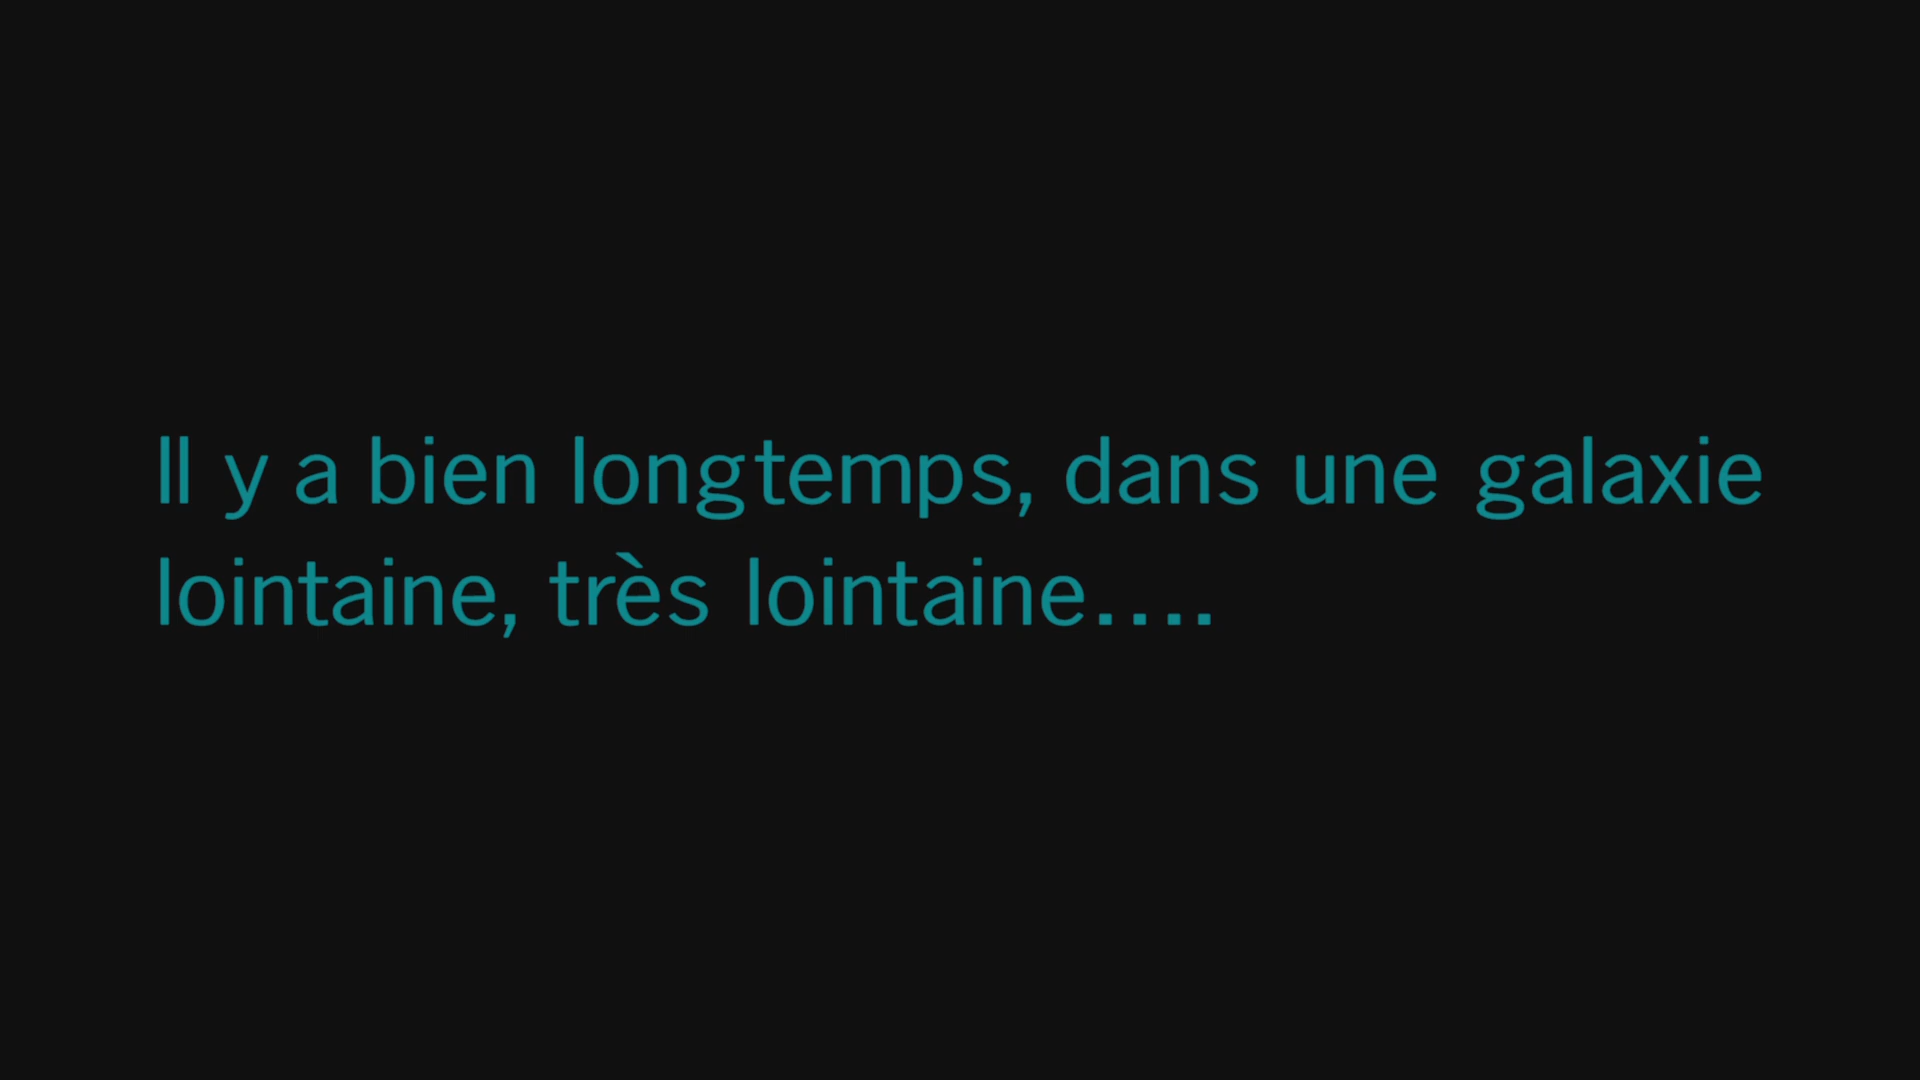 Il y a bien longtemps, dans une galaxie
lointaine, très lointaine....